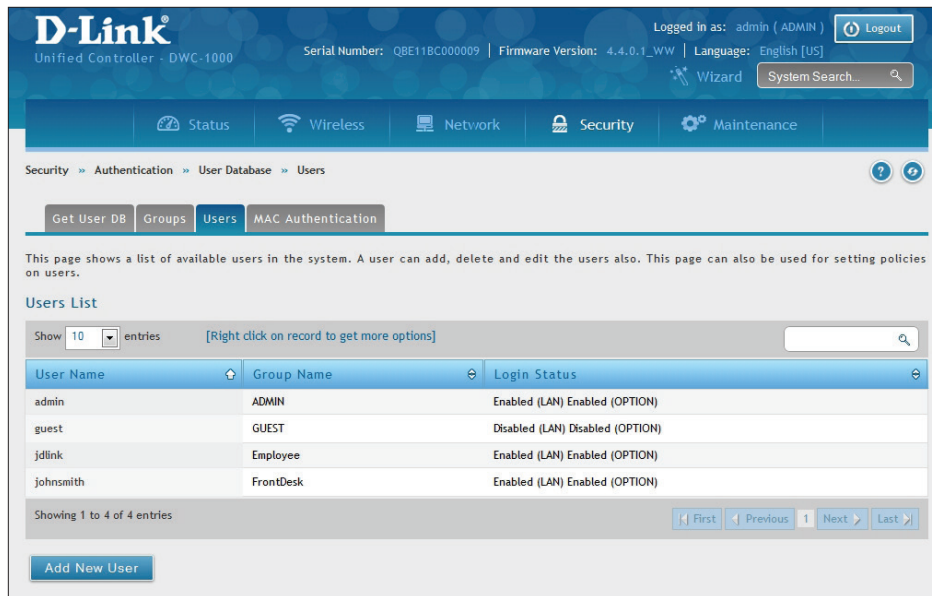 D-Link
Unified Controller - DWC-1000
Logged in as: admin ( ADMIN ) Logout
Serial Number: QBE11BC000009 | Firmware Version: 4.4.0.1_WW | Language: English [US]
Wizard System Search...
Status Wireless Network Security Maintenance
Security » Authentication » User Database » Users
Get User DB Groups Users MAC Authentication
This page shows a list of available users in the system. A user can add, delete and edit the users also. This page can also be used for setting policies
on users.
Users List
Show 10 entries [Right click on record to get more options]
User Name Group Name Login Status
admin ADMIN Enabled (LAN) Enabled (OPTION)
guest GUEST Disabled (LAN) Disabled (OPTION)
jdlink Employee Enabled (LAN) Enabled (OPTION)
johnsmith FrontDesk Enabled (LAN) Enabled (OPTION)
Showing 1 to 4 of 4 entries First Previous 1 Next Last
Add New User